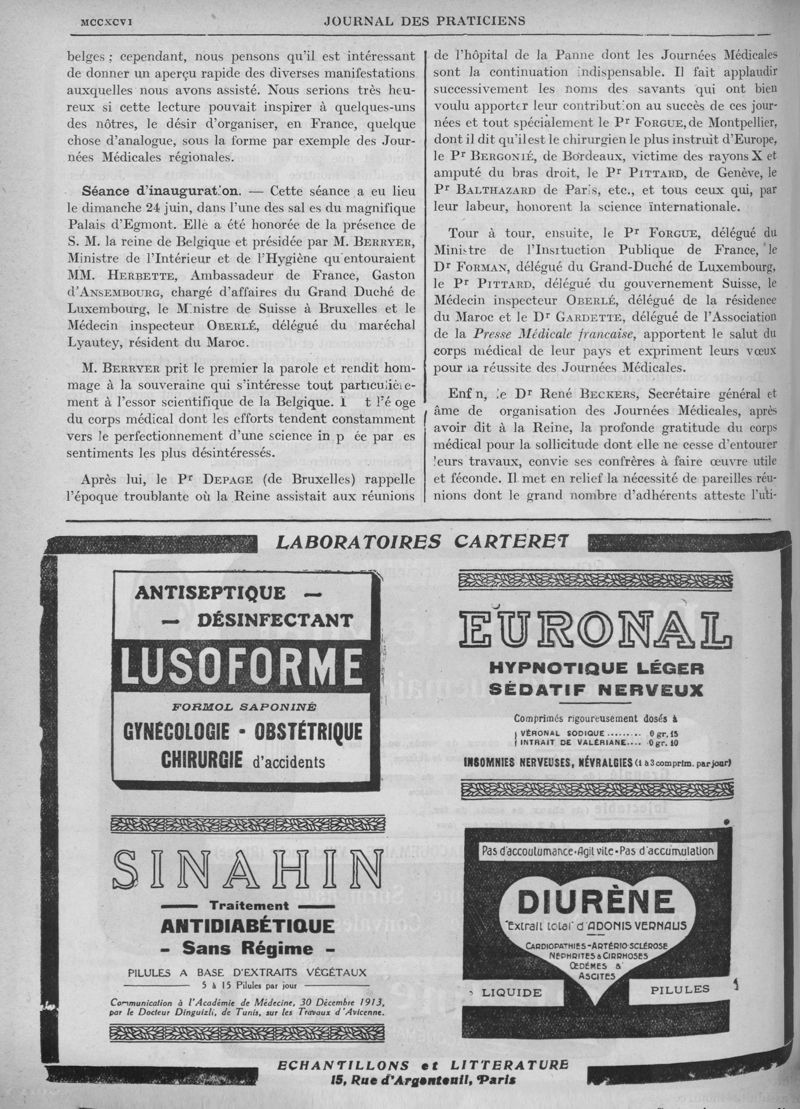 MCCXCVI
JOURNAL DES PRATICIENS
belges ; cependant, nous pensons qu'il est intéressant
de donner un aperçu rapide des diverses manifestations
auxquelles nous avons assisté. Nous serions très heu-
reux si cette lecture pouvait inspirer à quelques-uns
des nôtres, le désir d'organiser, en France, quelque
chose d'analogue, sous la forme par exemple des Jour-
nées Médicales régionales.
Séance d'inauguration. — Cette séance a eu lieu
le dimanche 24 juin, dans l'une des sal es du magnifique
Palais d'Egmont. Elle a été honorée de la présence de
S. M. la reine de Belgique et présidée par M. BERRYER,
Ministre de l'Intérieur et de l'Hygiène qu'entouraient
MM. HERBETTE, Ambassadeur de France, Gaston
d'ANSEMBOURG, chargé d'affaires du Grand Duché de
Luxembourg, le M nistre de Suisse à Bruxelles et le
Médecin inspecteur OBERLÉ, délégué du maréchal
Lyautey, résident du Maroc.
M. BERRYER prit le premier la parole et rendit hom-
mage à la souveraine qui s'intéresse tout particulière-
ment à l'essor scientifique de la Belgique. I t l'é oge
du corps médical dont les efforts tendent constamment
vers le perfectionnement d'une science in p ée par es
sentiments les plus désintéressés.
Après lui, le Pr DEPAGE (de Bruxelles) rappelle
l'époque troublante où la Reine assistait aux réunions
de l'hôpital de la Panne dont les Journées Médicales
sont la continuation indispensable. Il fait applaudir
successivement les noms des savants qui ont bien
voulu apporter leur contribution au succès de ces jour-
nées et tout spécialement le Pr FORGUE, de Montpellier,
dont il dit qu'il est le chirurgien le plus instruit d'Europe,
le Pr BERGONIÉ, de Bordeaux, victime des rayons X et
amputé du bras droit, le Pr PITTARD, de Genève, le
Pr BALTHAZARD de Paris, etc., et tous ceux qui, par
leur labeur, honorent la science internationale.
Tour à tour, ensuite, le Pr FORGUE, délégué du
Ministre de l'Insituction Publique de France, le
Dr FORMAN, délégué du Grand-Duché de Luxembourg,
le Pr PITTARD, délégué du gouvernement Suisse, le
Médecin inspecteur OBERLÉ, délégué de la résidence
du Maroc et le Dr GARDETTE, délégué de l'Association
de la Presse Médicale francaise, apportent le salut du
corps médical de leur pays et expriment leurs vœux
pour la réussite des Journées Médicales.
Enf n, le Dr René BECKERS, Secrétaire général et
âme de organisation des Journées Médicales, après
avoir dit à la Reine, la profonde gratitude du corps
médical pour la sollicitude dont elle ne cesse d'entourer
leurs travaux, convie ses confrères à faire œuvre utile
et féconde. Il met en relief la nécessité de pareilles réu-
nions dont le grand nombre d'adhérents atteste l'uti-
LABORATOIRES CARTERET
ANTISEPTIQUE —
— DÉSINFECTANT
LUSOFORME
FORMOL SAPONINÉ
GYNÉCOLOGIE - OBSTÉTRIQUE
CHIRURGIE d'accidents
EURONAL
HYPNOTIQUE LÉGER
SÉDATIF NERVEUX
Comprimés rigoureusement dosés à
VÉRONAL SODIQUE ......... 0 gr. 15
INTRAIT DE VALÉRIANE.... 0 gr. 10
INSOMNIES NERVEUSES, NÉVRALGIES (1 à 3 comprim. par jour)
SINAHIN
Traitement
ANTIDIABÉTIQUE
- Sans Régime -
PILULES A BASE D'EXTRAITS VÉGÉTAUX
5 à 15 Pilules par jour
Communication à l'Académie de Médecine, 30 Décembre 1913,
par le Docteur Dinguizli, de Tunis, sur les Travaux d'Avicenne.
Pas d'accoutumance - Agit vite - Pas d'accumulation
DIURÈNE
"Extrait total" d'ADONIS VERNALIS
CARDIOPATHIES - ARTÉRIO-SCLÉROSE
NÉPHRITES & CIRRHOSES
ŒDÈMES &
ASCITES
LIQUIDE
PILULES
ECHANTILLONS et LITTERATURE
15, Rue d'Argenteuil, Paris